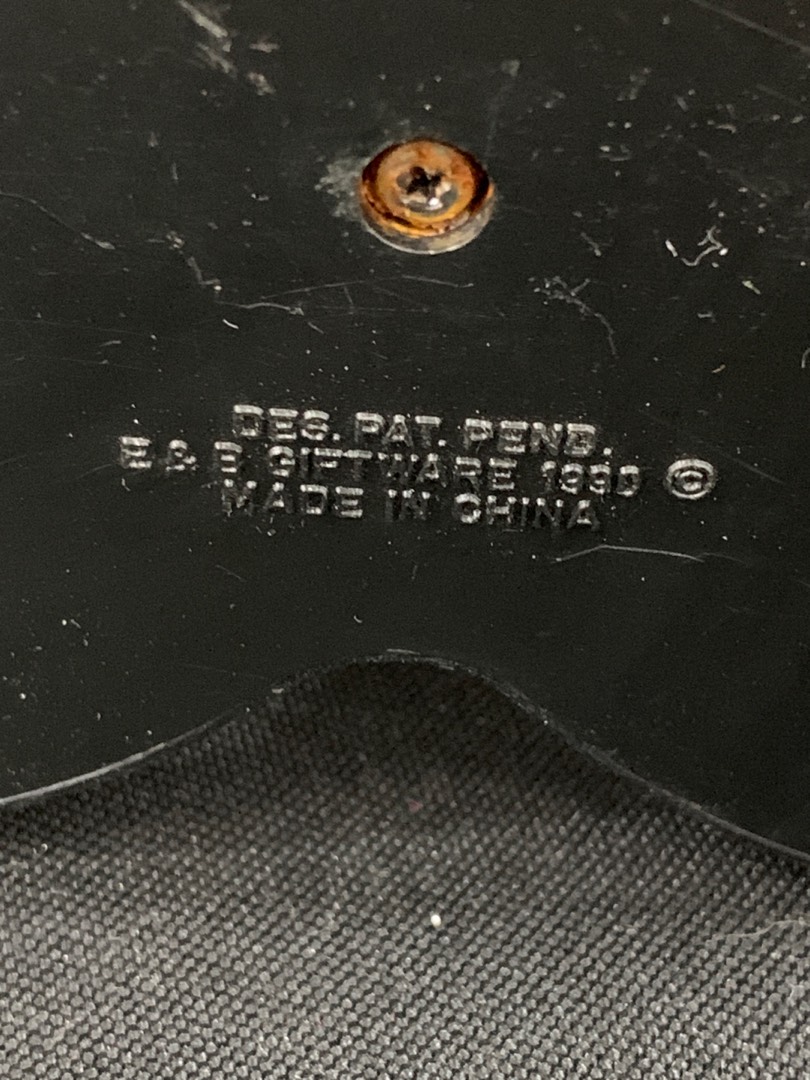 DES. PAT. PEND.
E & B GIFTWARE 1990 ©
MADE IN CHINA